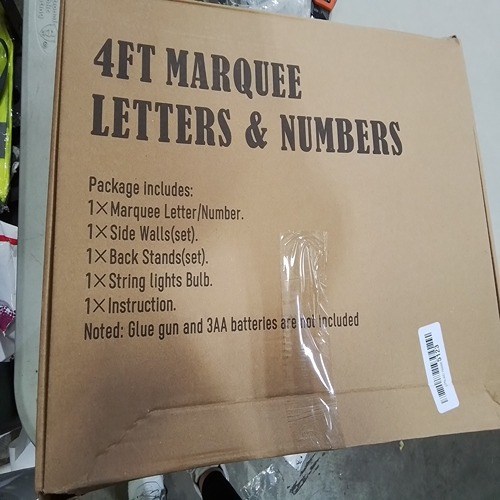 4FT MARQUEE
LETTERS & NUMBERS
Package includes:
1×Marquee Letter/Number.
1×Side Walls(set).
1×Back Stands(set).
1×String lights Bulb.
1×Instruction.
Noted: Glue gun and 3AA batteries are not included